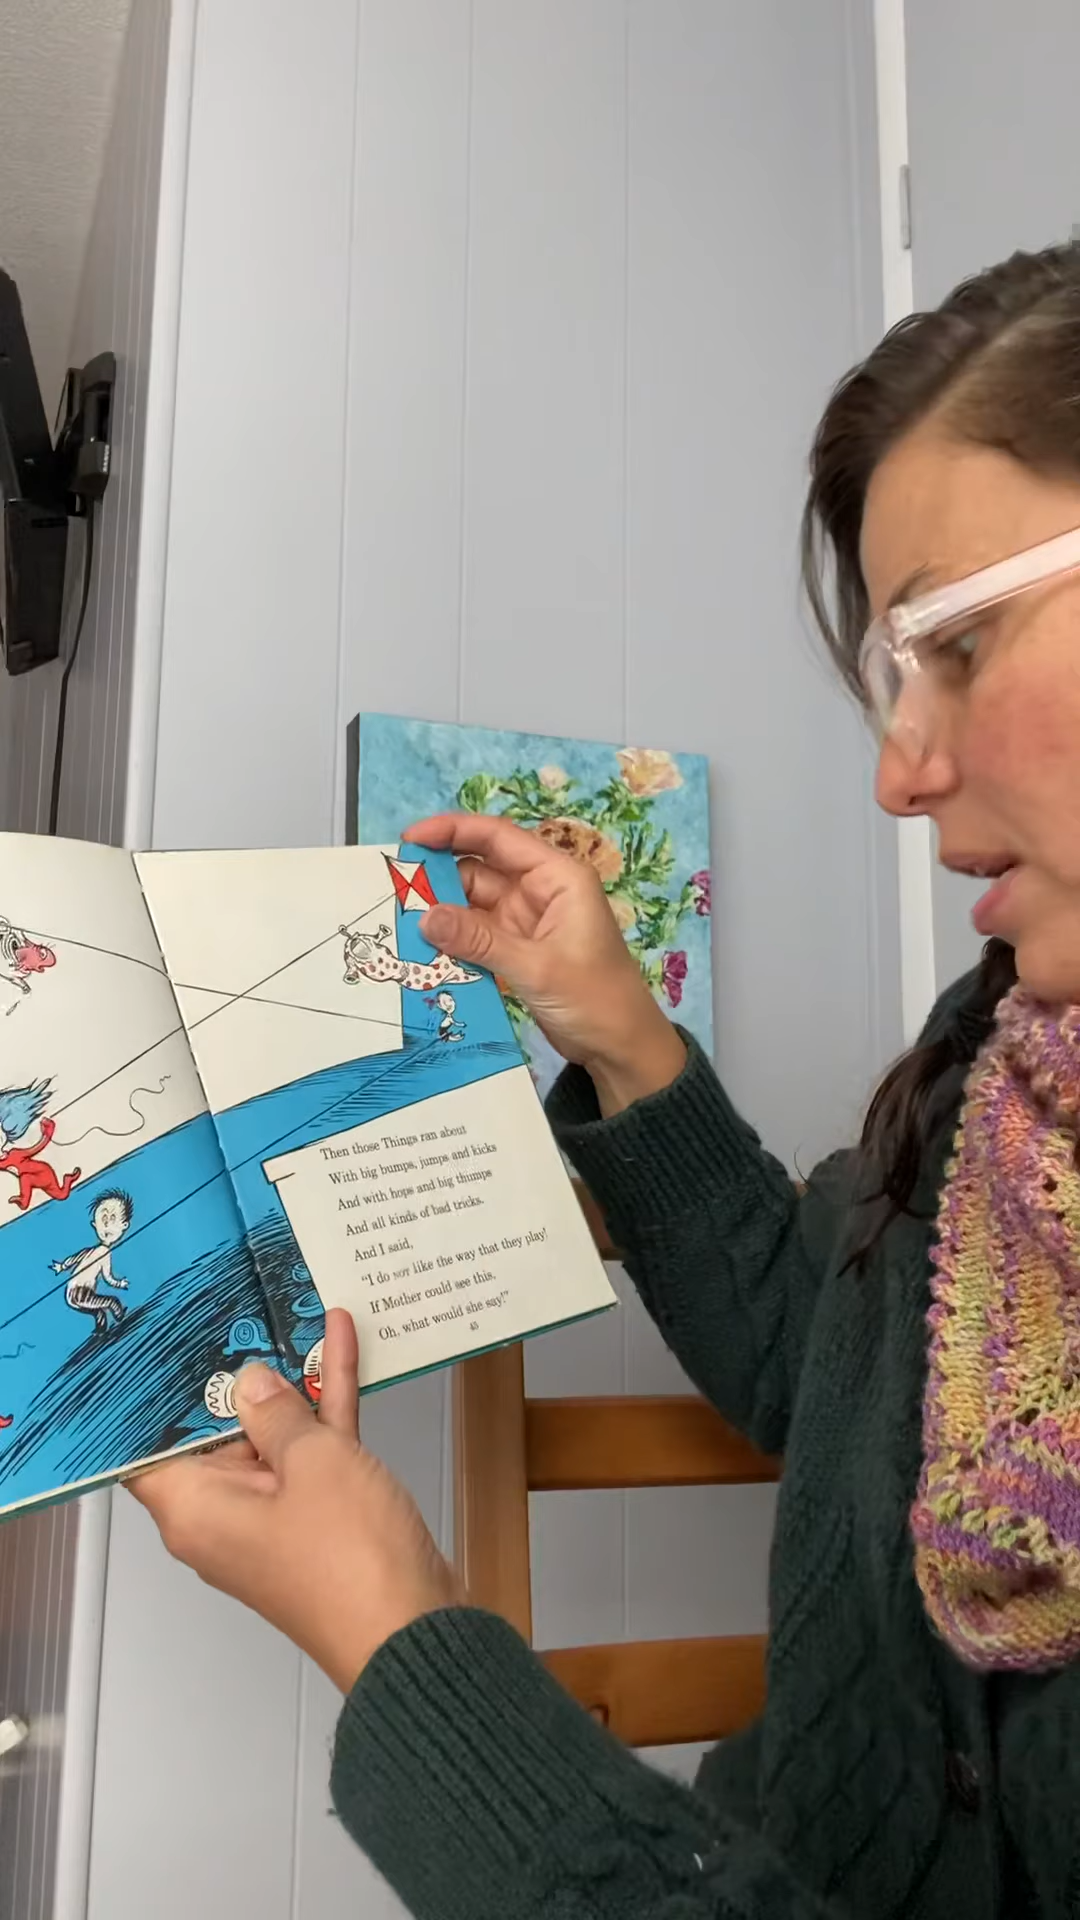 Then those Things ran about
With big bumps, jumps and kicks
And with hops and big thumps
And all kinds of bad tricks.
And I said,
"I do NOT like the way that they play!
If Mother could see this,
Oh, what would she say!"
45